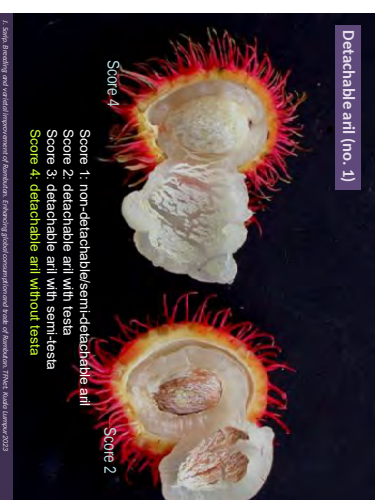 Detachable aril (no. 1)
Score 4
Score 2
Score 1: non-detachable/semi-detachable aril
Score 2: detachable aril with testa
Score 3: detachable aril with semi-testa
Score 4: detachable aril without testa
J. Sarip. Breeding and varietal improvement of Rambutan. Enhancing global consumption and trade of Rambutan. TFNet, Kuala Lumpur 2023